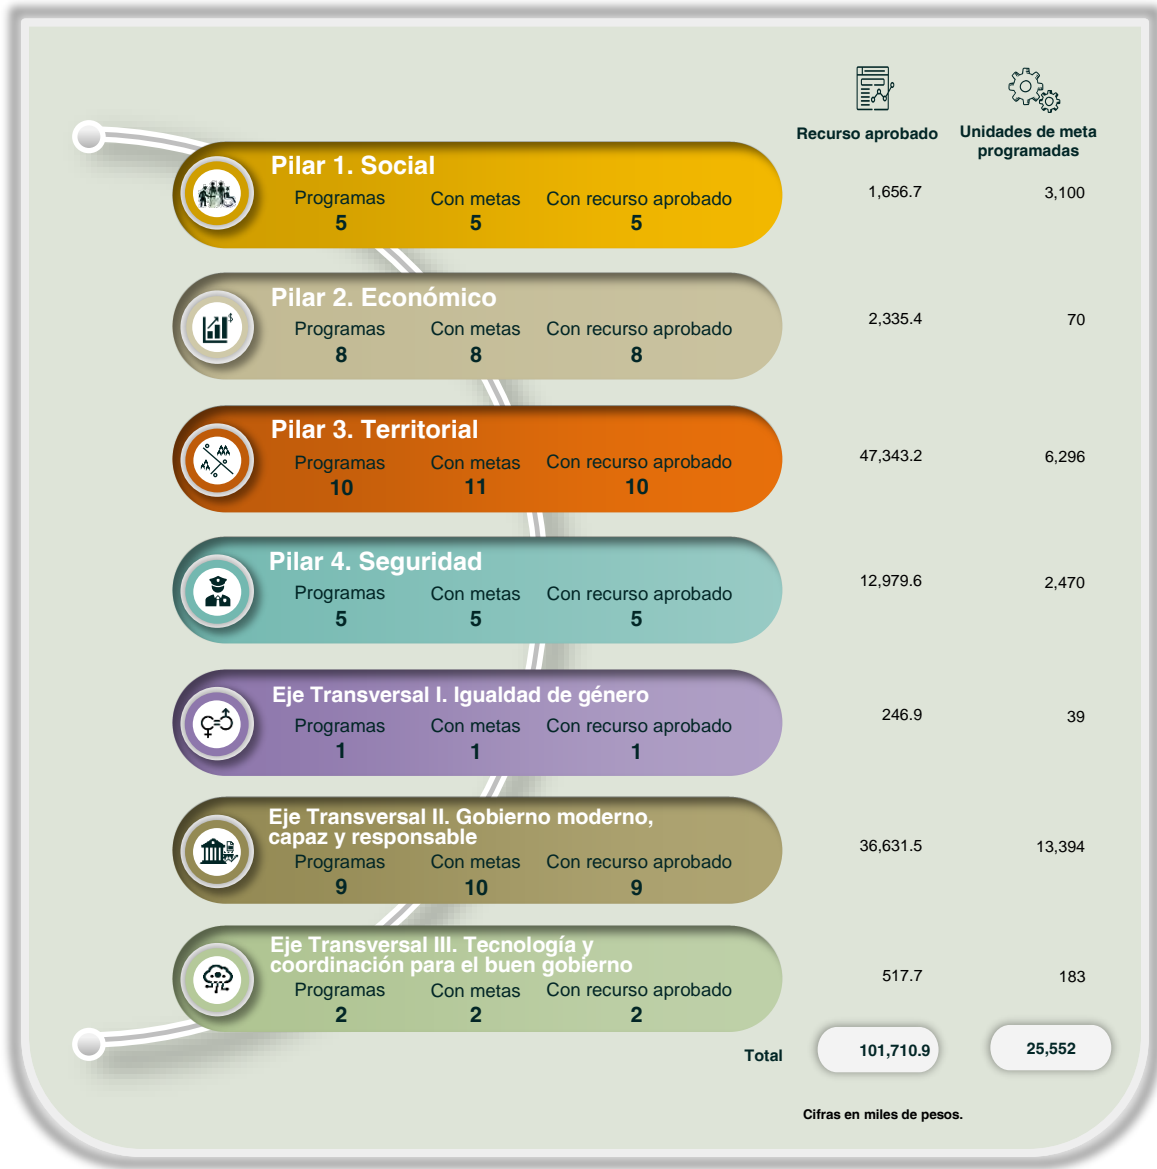 Recurso aprobado
Unidades de meta
programadas
Pilar 1. Social
Programas Con metas Con recurso aprobado
5 5 5
1,656.7 3,100
Pilar 2. Económico
Programas Con metas Con recurso aprobado
8 8 8
2,335.4 70
Pilar 3. Territorial
Programas Con metas Con recurso aprobado
10 11 10
47,343.2 6,296
Pilar 4. Seguridad
Programas Con metas Con recurso aprobado
5 5 5
12,979.6 2,470
Eje Transversal I. Igualdad de género
Programas Con metas Con recurso aprobado
1 1 1
246.9 39
Eje Transversal II. Gobierno moderno,
capaz y responsable
Programas Con metas Con recurso aprobado
9 10 9
36,631.5 13,394
Eje Transversal III. Tecnología y
coordinación para el buen gobierno
Programas Con metas Con recurso aprobado
2 2 2
517.7 183
Total 101,710.9 25,552
Cifras en miles de pesos.